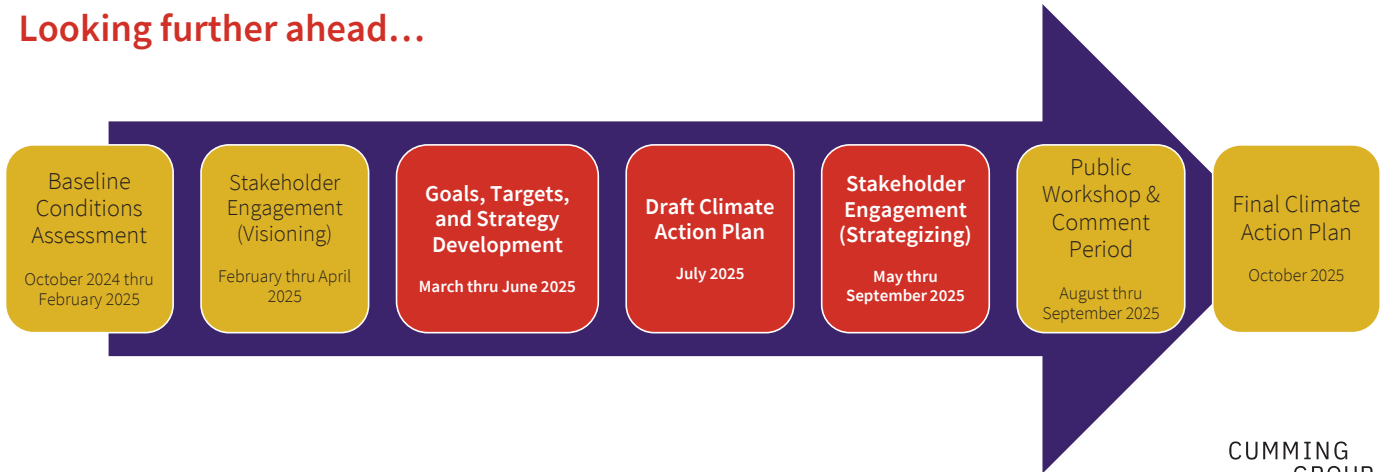 Looking further ahead…
Baseline
Conditions
Assessment
October 2024 thru
February 2025
Stakeholder
Engagement
(Visioning)
February thru April
2025
Goals, Targets,
and Strategy
Development
March thru June 2025
Draft Climate
Action Plan
July 2025
Stakeholder
Engagement
(Strategizing)
May thru
September 2025
Public
Workshop &
Comment
Period
August thru
September 2025
Final Climate
Action Plan
October 2025
CUMMING
GROUP